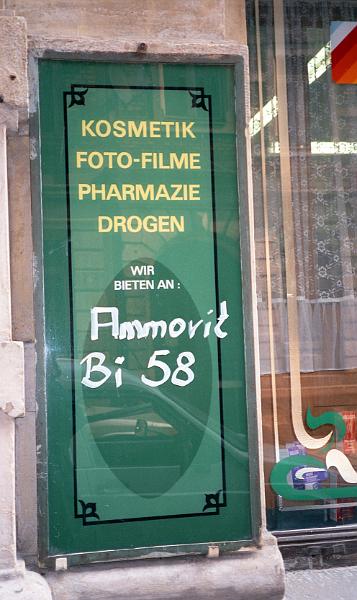 KOSMETIK
FOTO-FILME
PHARMAZIE
DROGEN
WIR
BIETEN AN :
Ammovit
Bi 58